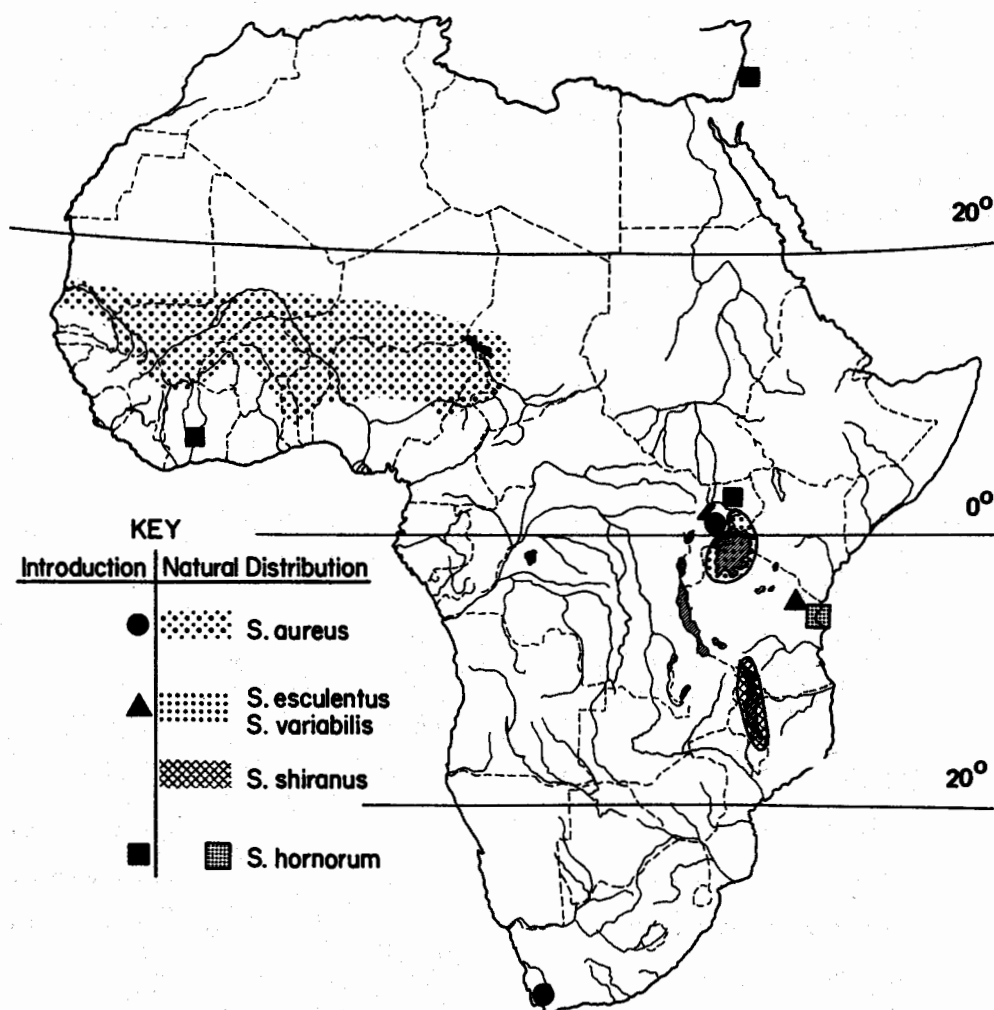 20°
0°
KEY
Introduction Natural Distribution
S. aureus
S. esculentus
S. variabilis
S. shiranus
20°
S. hornorum